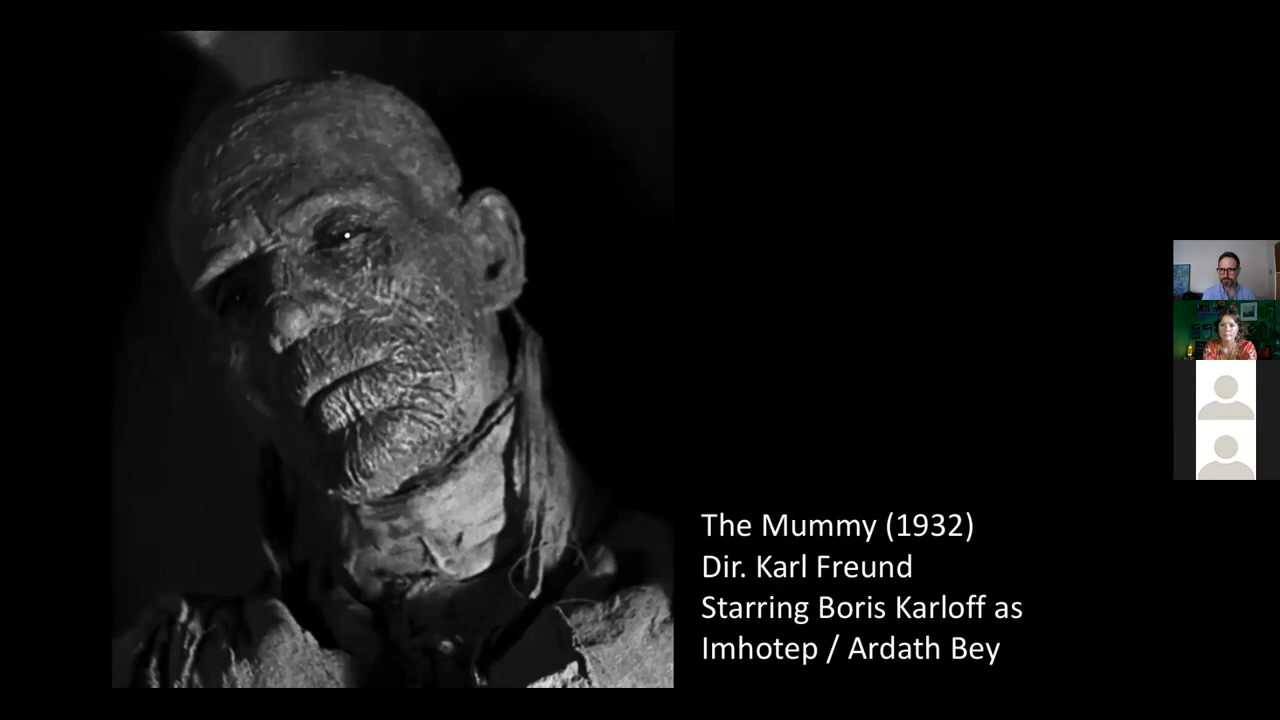 The Mummy (1932)
Dir. Karl Freund
Starring Boris Karloff as
Imhotep / Ardath Bey